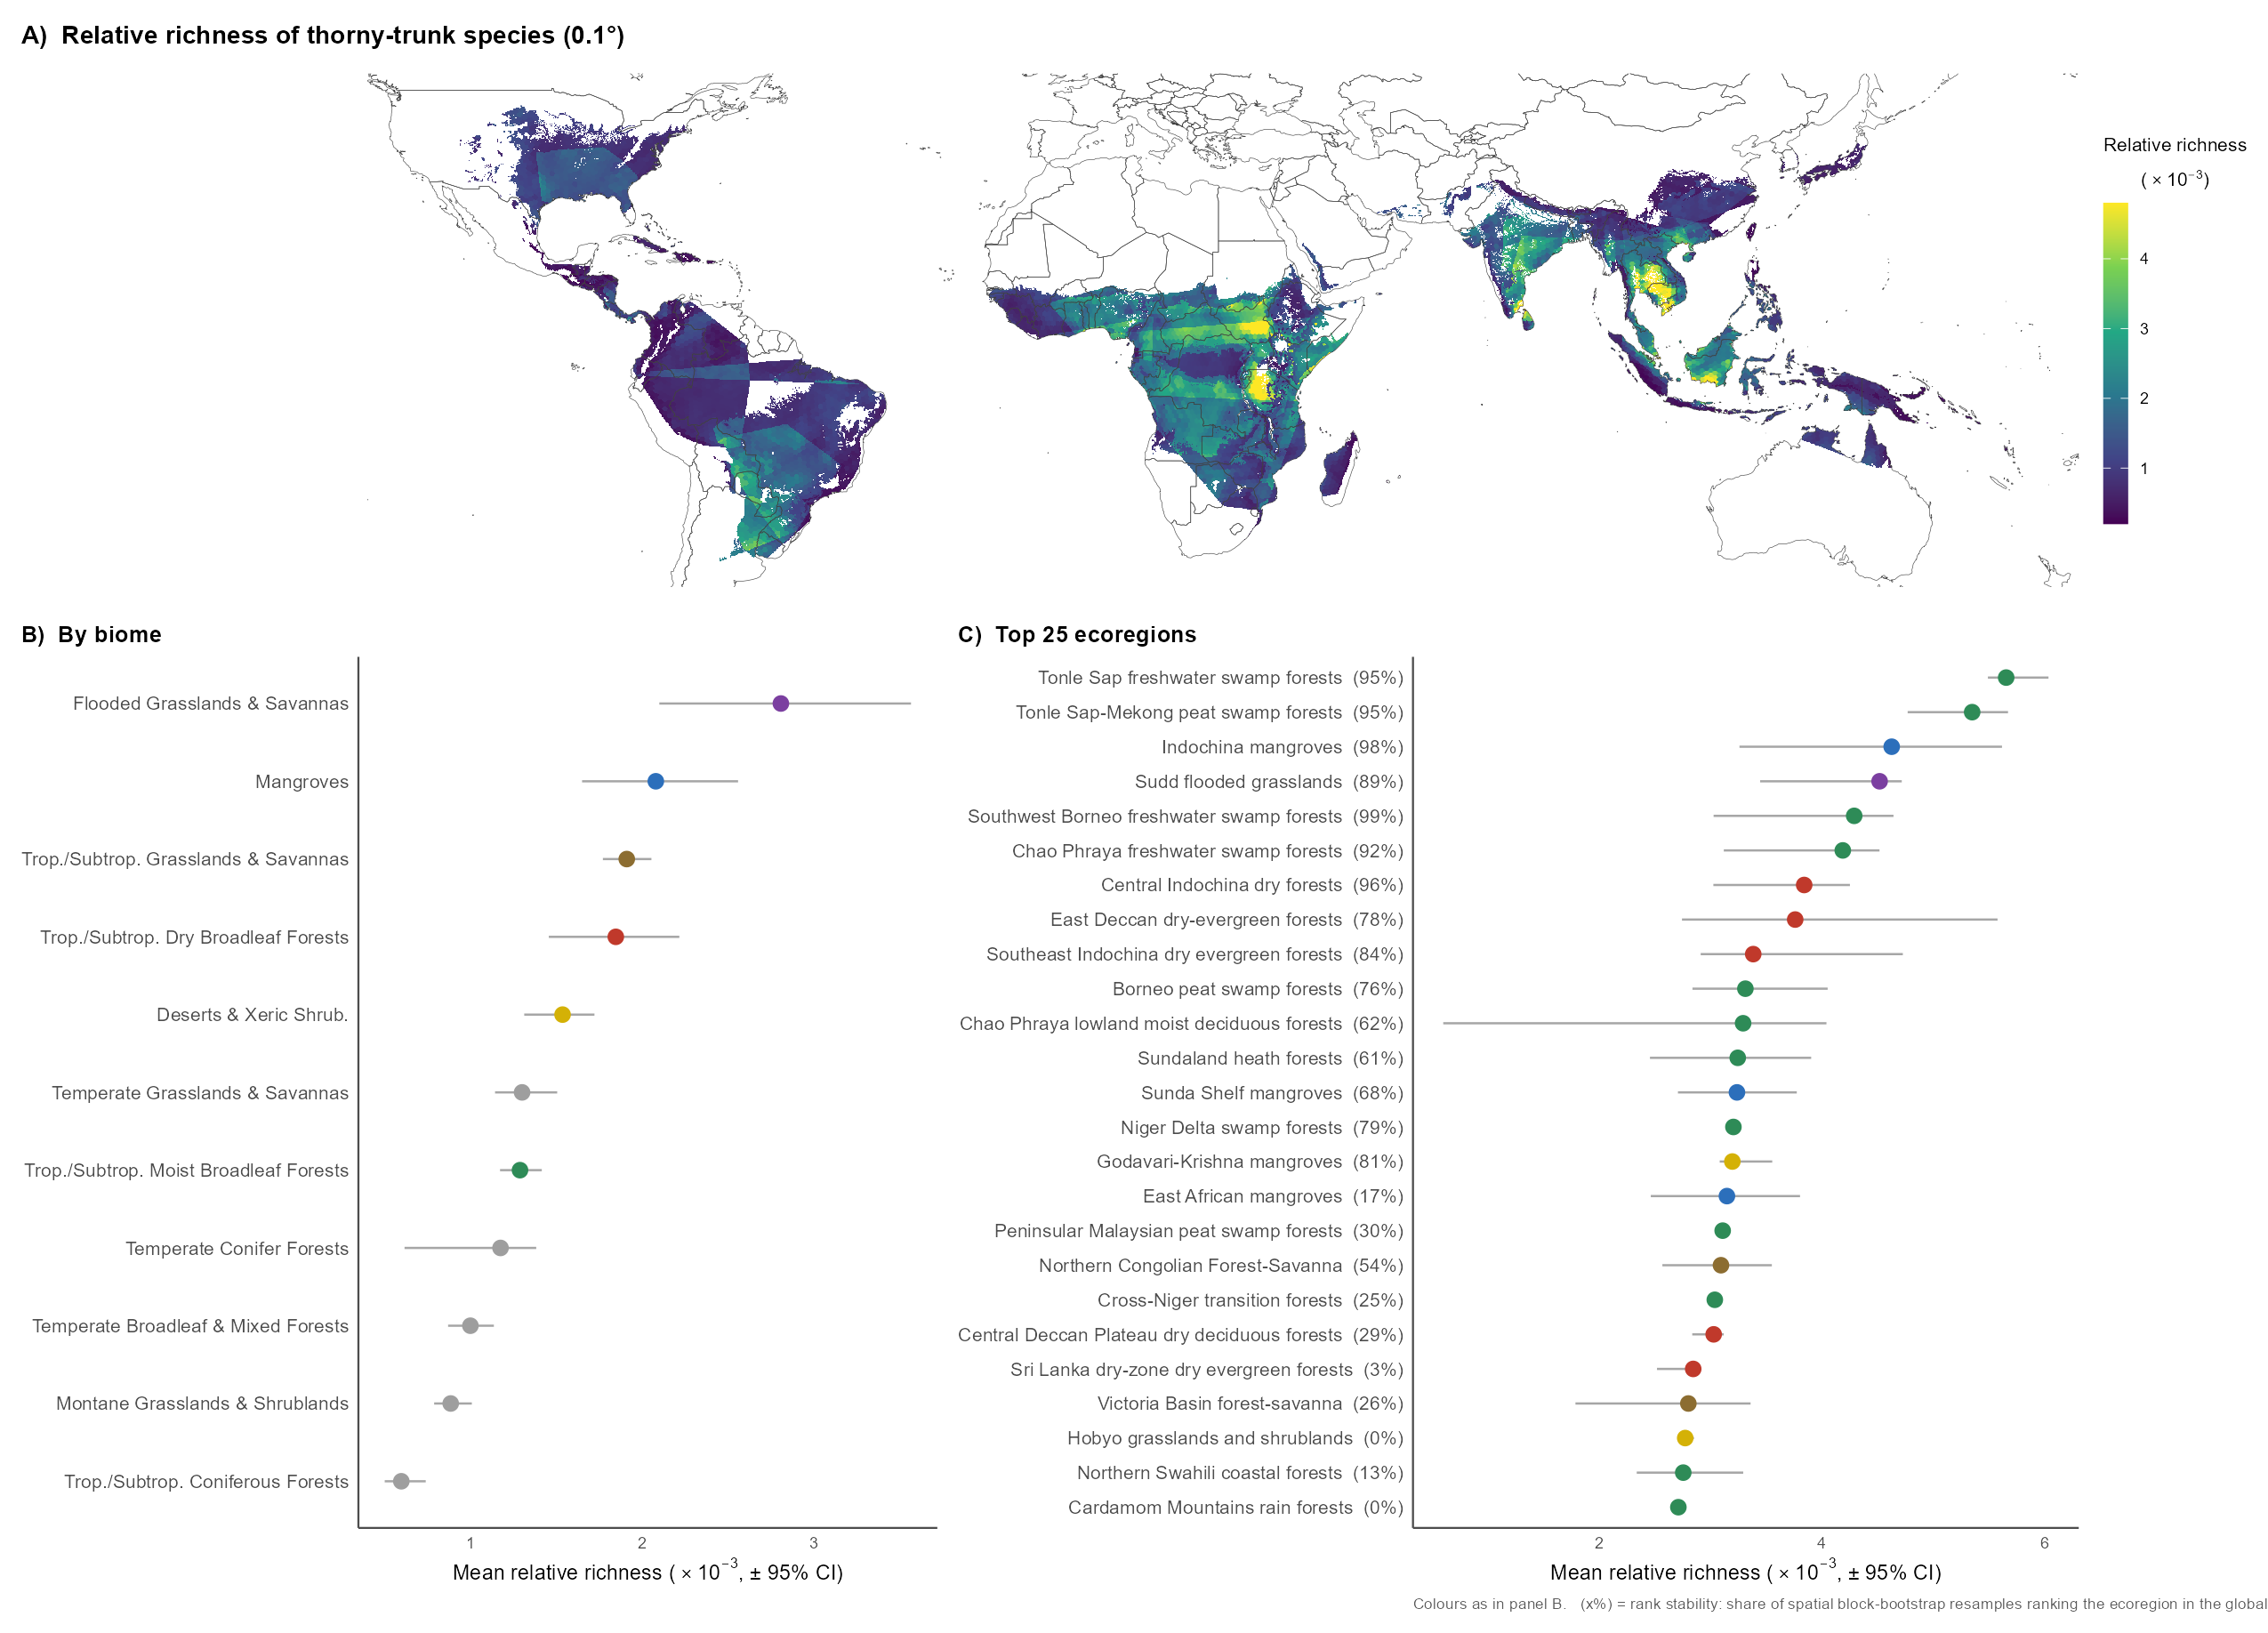 A)  Relative richness of thorny-trunk species (0.1°)
Relative richness
( × 10⁻³)
4
3
2
1
B)  By biome
Flooded Grasslands & Savannas
Mangroves
Trop./Subtrop. Grasslands & Savannas
Trop./Subtrop. Dry Broadleaf Forests
Deserts & Xeric Shrub.
Temperate Grasslands & Savannas
Trop./Subtrop. Moist Broadleaf Forests
Temperate Conifer Forests
Temperate Broadleaf & Mixed Forests
Montane Grasslands & Shrublands
Trop./Subtrop. Coniferous Forests
1 2 3
Mean relative richness ( × 10⁻³, ± 95% CI)
C)  Top 25 ecoregions
Tonle Sap freshwater swamp forests (95%)
Tonle Sap-Mekong peat swamp forests (95%)
Indochina mangroves (98%)
Sudd flooded grasslands (89%)
Southwest Borneo freshwater swamp forests (99%)
Chao Phraya freshwater swamp forests (92%)
Central Indochina dry forests (96%)
East Deccan dry-evergreen forests (78%)
Southeast Indochina dry evergreen forests (84%)
Borneo peat swamp forests (76%)
Chao Phraya lowland moist deciduous forests (62%)
Sundaland heath forests (61%)
Sunda Shelf mangroves (68%)
Niger Delta swamp forests (79%)
Godavari-Krishna mangroves (81%)
East African mangroves (17%)
Peninsular Malaysian peat swamp forests (30%)
Northern Congolian Forest-Savanna (54%)
Cross-Niger transition forests (25%)
Central Deccan Plateau dry deciduous forests (29%)
Sri Lanka dry-zone dry evergreen forests (3%)
Victoria Basin forest-savanna (26%)
Hobyo grasslands and shrublands (0%)
Northern Swahili coastal forests (13%)
Cardamom Mountains rain forests (0%)
2 4 6
Mean relative richness ( × 10⁻³, ± 95% CI)
Colours as in panel B. (x%) = rank stability: share of spatial block-bootstrap resamples ranking the ecoregion in the global